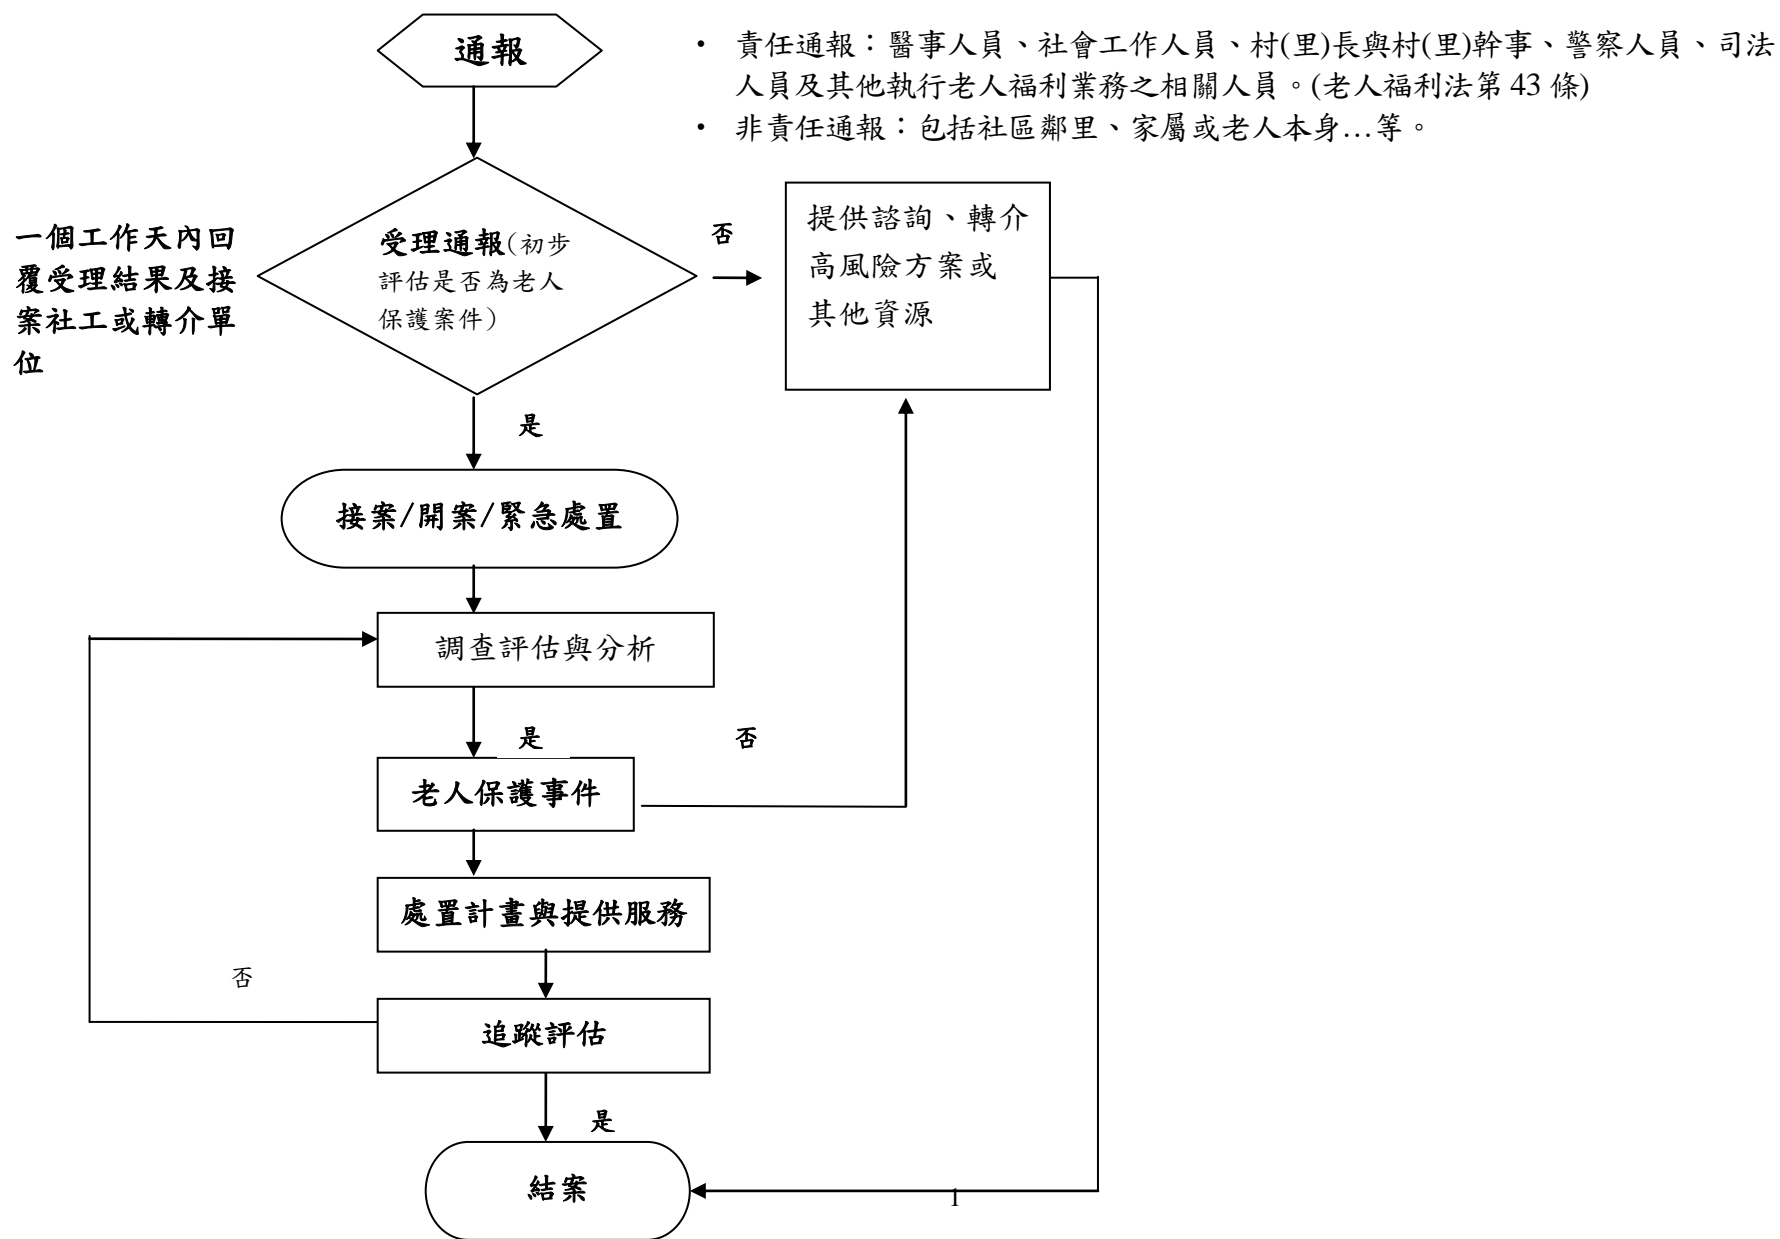 通報
• 責任通報：醫事人員、社會工作人員、村(里)長與村(里)幹事、警察人員、司法
人員及其他執行老人福利業務之相關人員。(老人福利法第 43 條)
• 非責任通報：包括社區鄰里、家屬或老人本身…等。
一個工作天內回
覆受理結果及接
案社工或轉介單
位
受理通報(初步
評估是否為老人
保護案件)
否
提供諮詢、轉介
高風險方案或
其他資源
是
接案/開案/緊急處置
調查評估與分析
是
否
老人保護事件
處置計畫與提供服務
否
追蹤評估
是
結案
1